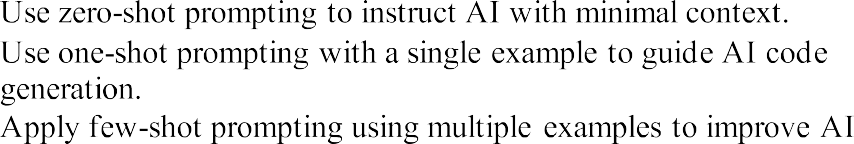 Use zero-shot prompting to instruct AI with minimal context.
Use one-shot prompting with a single example to guide AI code
generation.
Apply few-shot prompting using multiple examples to improve AI